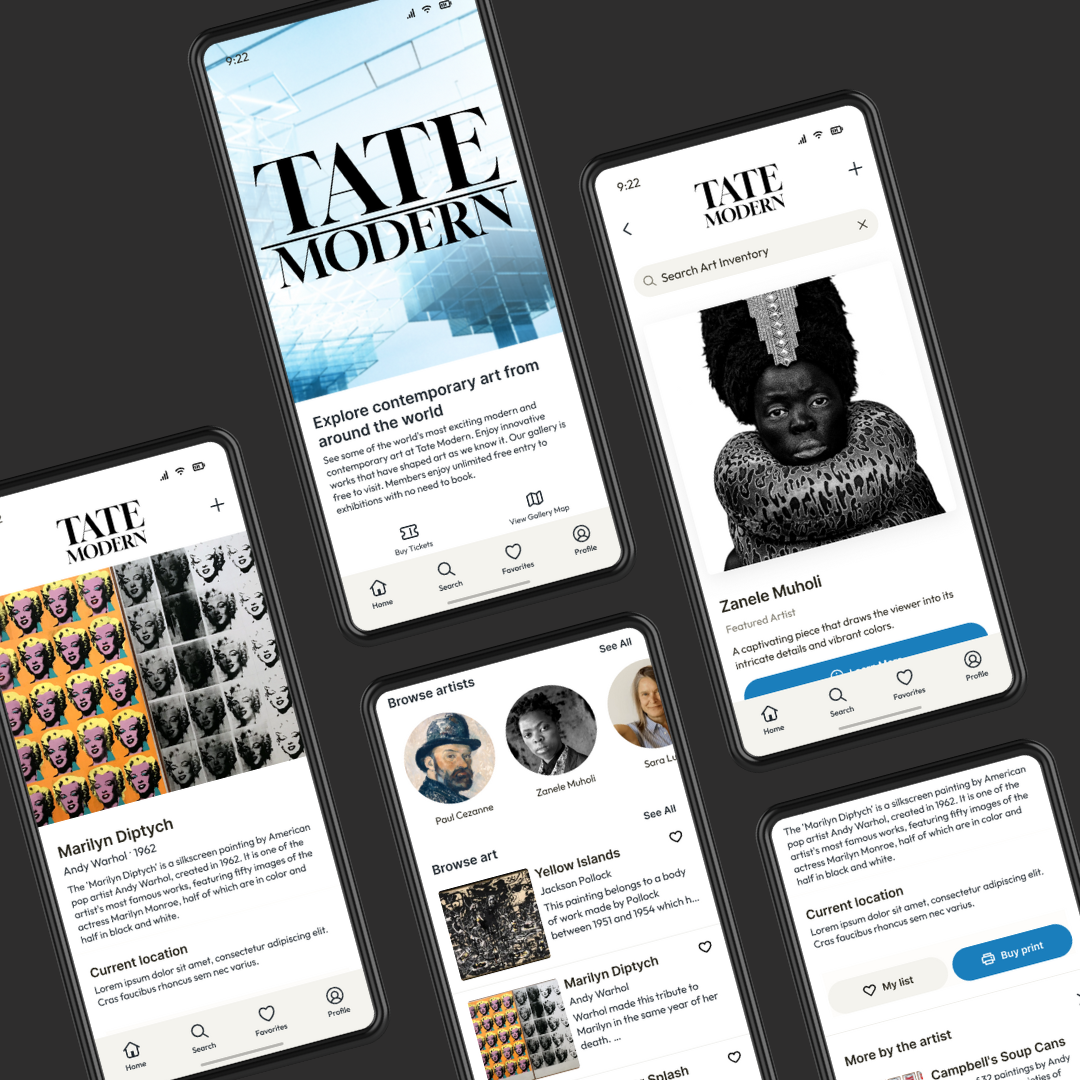 9:22
TATE
MODERN
Explore contemporary art from
around the world
See some of the world's most exciting modern and
contemporary art at Tate Modern. Enjoy innovative
works that have shaped art as we know it. Our gallery is
free to visit. Members enjoy unlimited free entry to
exhibitions with no need to book.
Buy Tickets
View Gallery Map
Home
Search
Favorites
Profile
9:22
TATE
MODERN
Search Art Inventory
Zanele Muholi
Featured Artist
A captivating piece that draws the viewer into its
intricate details and vibrant colors.
Home
Search
Favorites
Profile
TATE
MODERN
Marilyn Diptych
Andy Warhol · 1962
The 'Marilyn Diptych' is a silkscreen painting by American
pop artist Andy Warhol, created in 1962. It is one of the
artist's most famous works, featuring fifty images of the
actress Marilyn Monroe, half of which are in color and
half in black and white.
Current location
Lorem ipsum dolor sit amet, consectetur adipiscing elit.
Cras faucibus rhoncus sem nec varius.
Home
Search
Favorites
Profile
Browse artists
See All
Paul Cezanne
Zanele Muholi
Sara Lu
Browse art
See All
Yellow Islands
Jackson Pollock
This painting belongs to a body
of work made by Pollock
between 1951 and 1954 which h...
Marilyn Diptych
Andy Warhol
Warhol made this tribute to
Marilyn in the same year of her
death. ...
Splash
The 'Marilyn Diptych' is a silkscreen painting by American
pop artist Andy Warhol, created in 1962. It is one of the
artist's most famous works, featuring fifty images of the
actress Marilyn Monroe, half of which are in color and
half in black and white.
Current location
Lorem ipsum dolor sit amet, consectetur adipiscing elit.
Cras faucibus rhoncus sem nec varius.
My list
Buy print
More by the artist
Campbell's Soup Cans
of 32 paintings by Andy